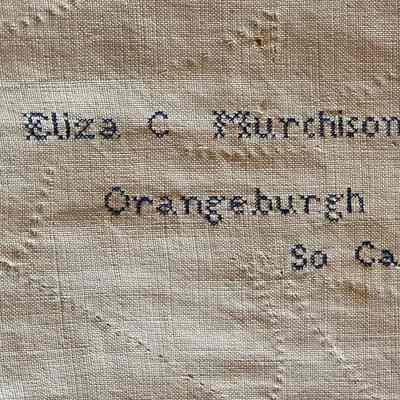 Eliza C Murchison
Orangeburgh
So Ca